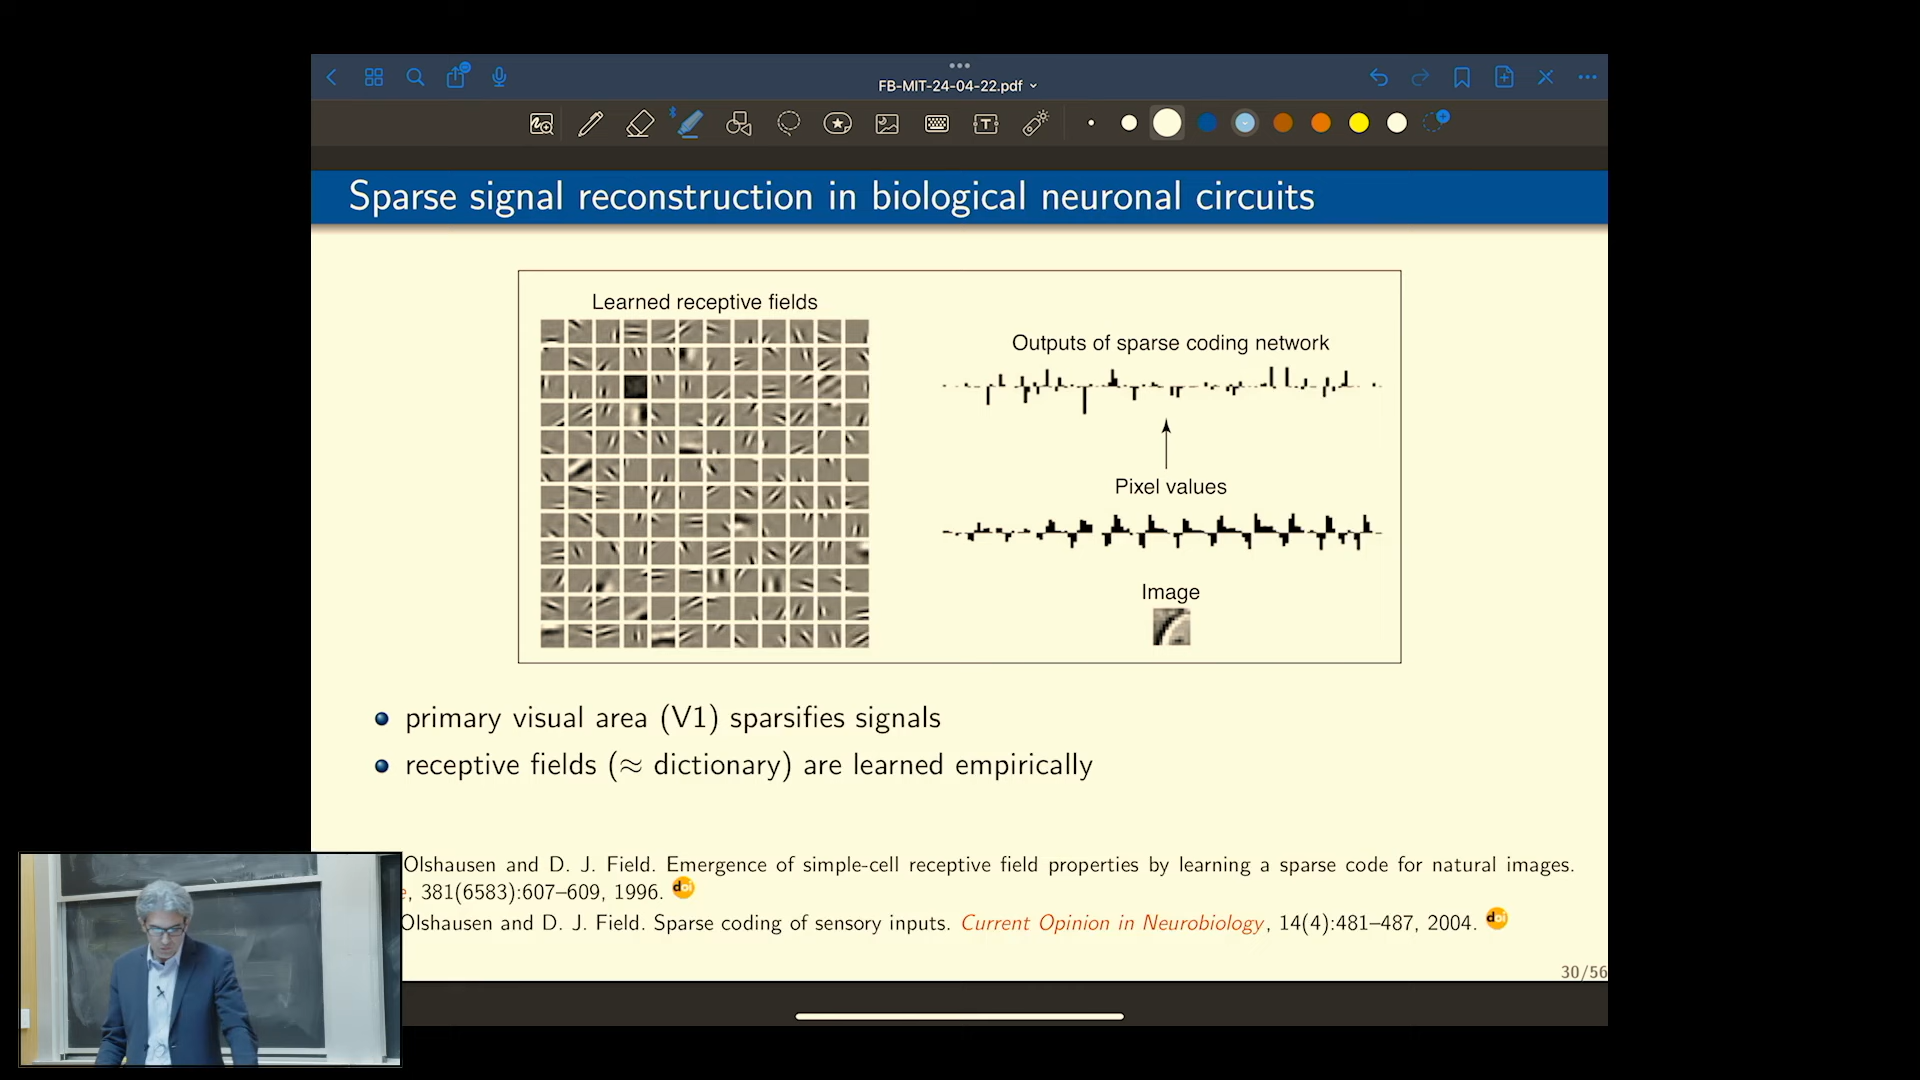 FB-MIT-24-04-22.pdf
Sparse signal reconstruction in biological neuronal circuits
Learned receptive fields
Outputs of sparse coding network
Pixel values
Image
primary visual area (V1) sparsifies signals
receptive fields (≈ dictionary) are learned empirically
Olshausen and D. J. Field. Emergence of simple-cell receptive field properties by learning a sparse code for natural images.
e, 381(6583):607–609, 1996. doi
Olshausen and D. J. Field. Sparse coding of sensory inputs. Current Opinion in Neurobiology, 14(4):481–487, 2004. doi
30/56